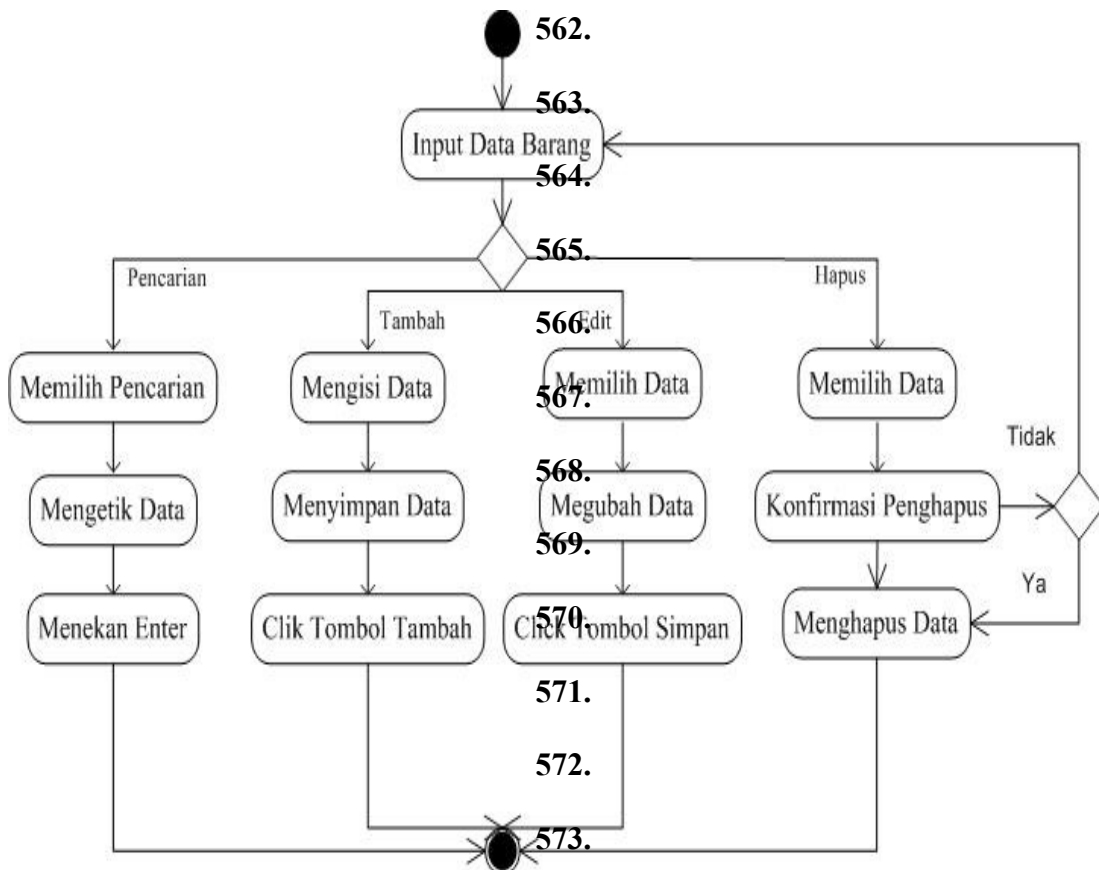 562.
563.
Input Data Barang
564.
565.
Pencarian
Hapus
Tambah
566.
Edit
Memilih Pencarian
Mengisi Data
Memilih Data
567.
Memilih Data
Tidak
568.
Mengetik Data
Menyimpan Data
Megubah Data
Konfirmasi Penghapus
569.
Ya
Menekan Enter
Clik Tombol Tambah
570.
Click Tombol Simpan
Menghapus Data
571.
572.
573.